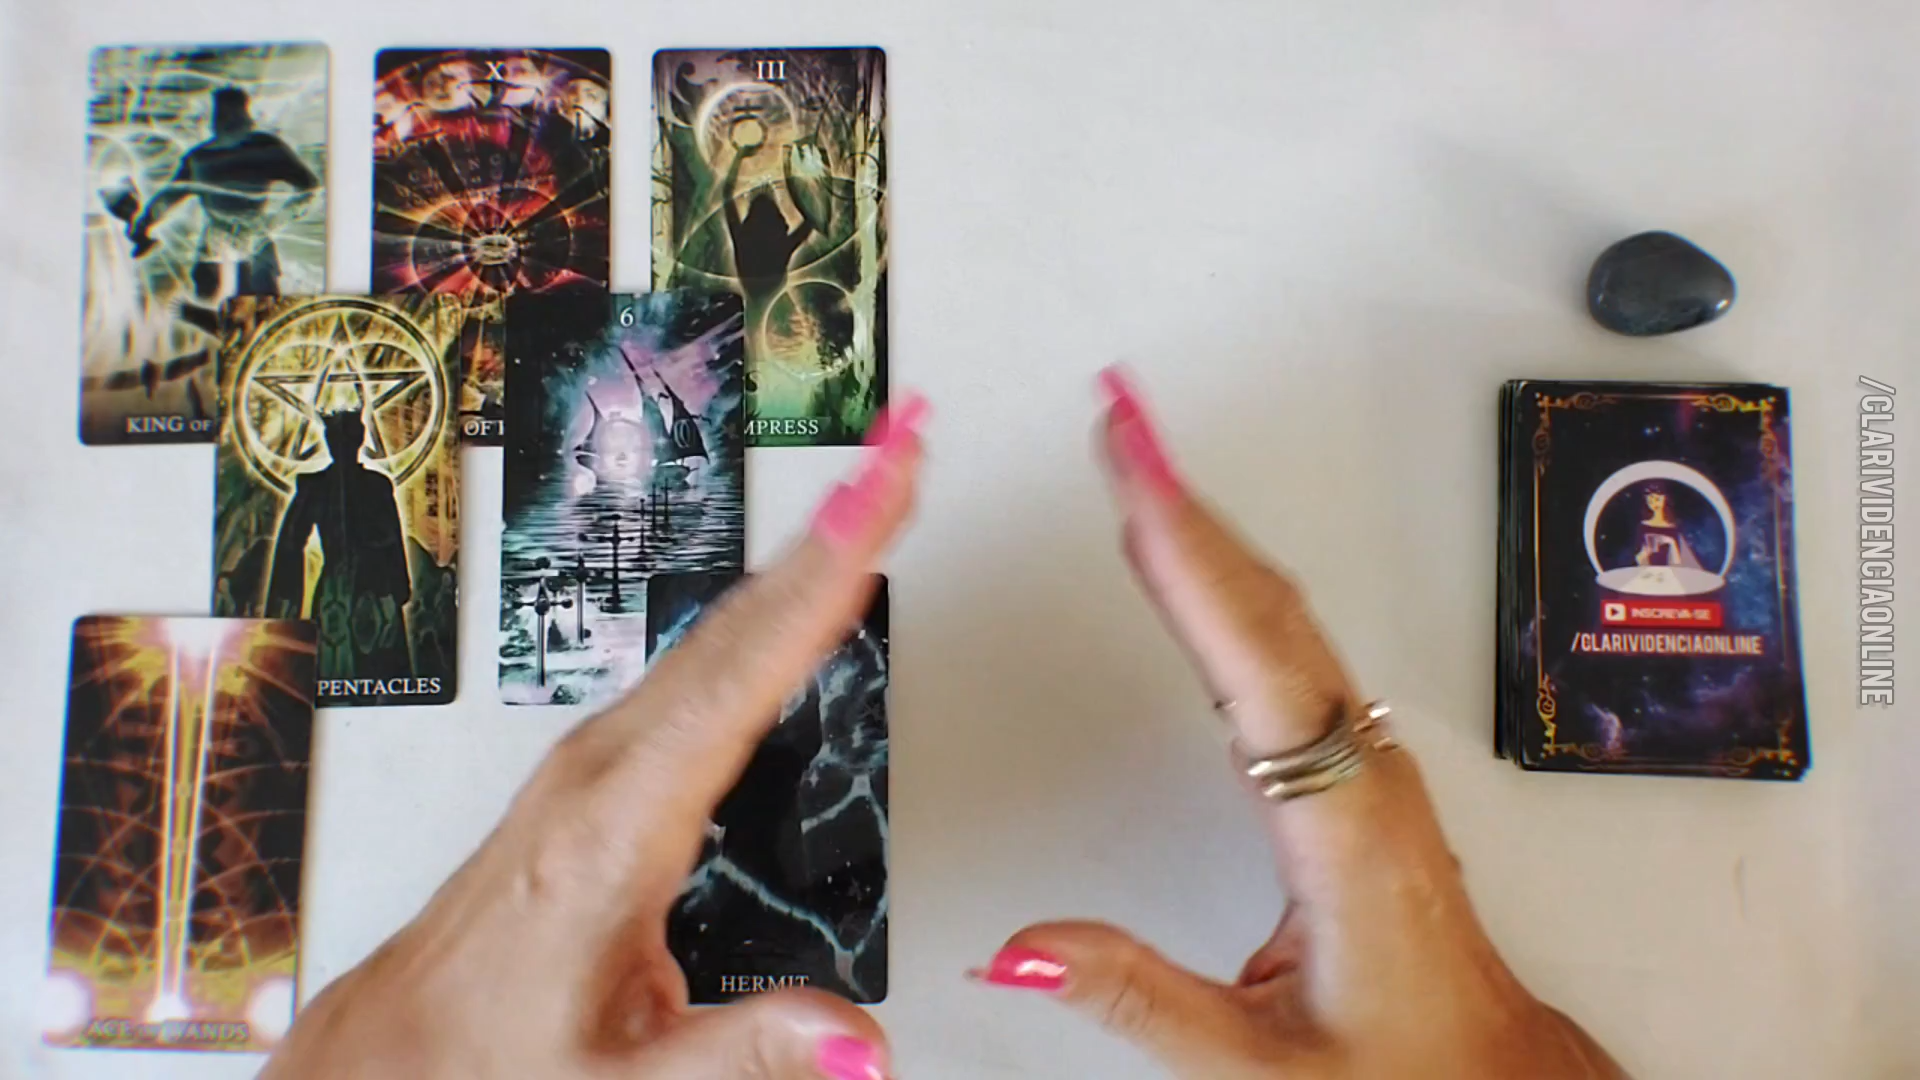 X
III
KING OF
OF
MPRESS
6
PENTACLES
HERMIT
ACE OF WANDS
INSCREVA-SE
/CLARIVIDENCIAONLINE
/CLARIVIDENCIAONLINE